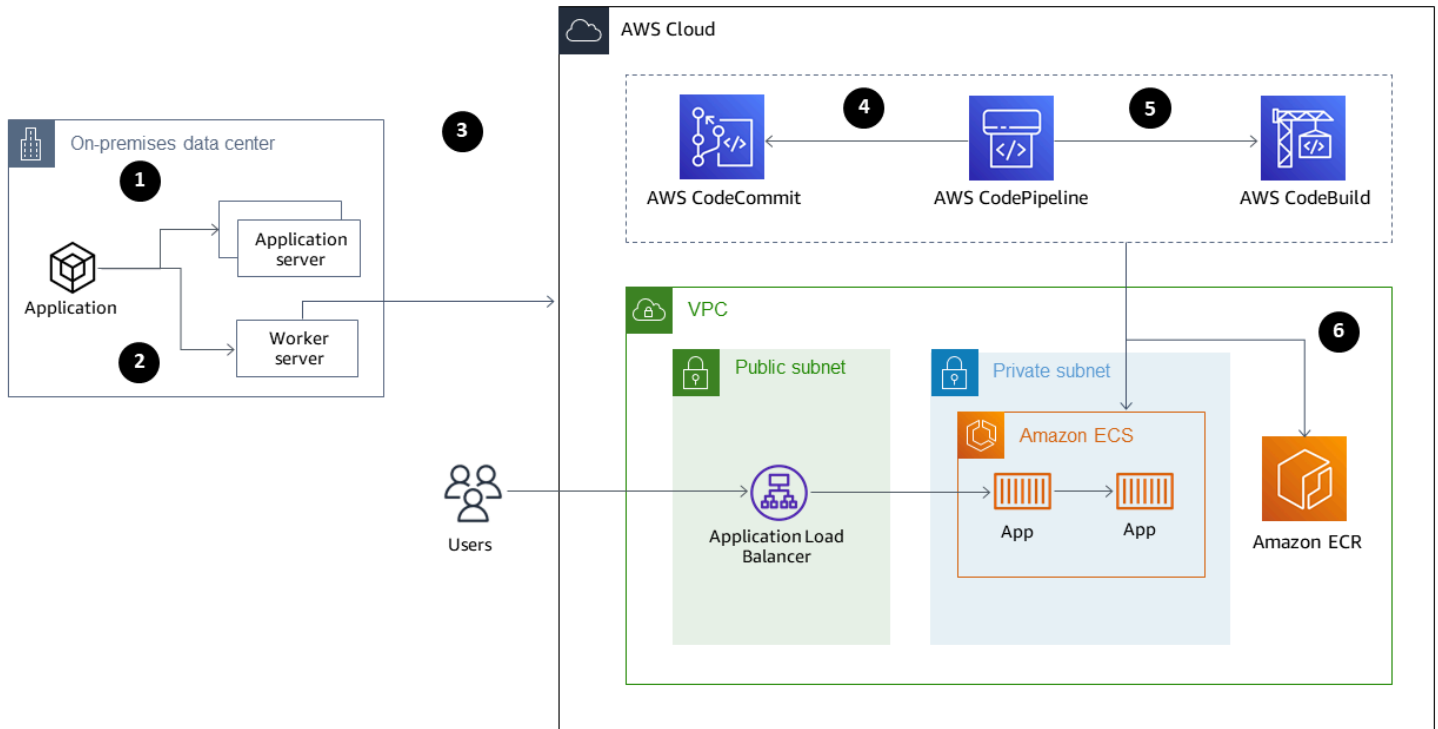 AWS Cloud
4
5
3
On-premises data center
1
AWS CodeCommit
AWS CodePipeline
AWS CodeBuild
Application
server
Application
VPC
6
2
Worker
server
Public subnet
Private subnet
Amazon ECS
Users
Application Load
Balancer
App
App
Amazon ECR